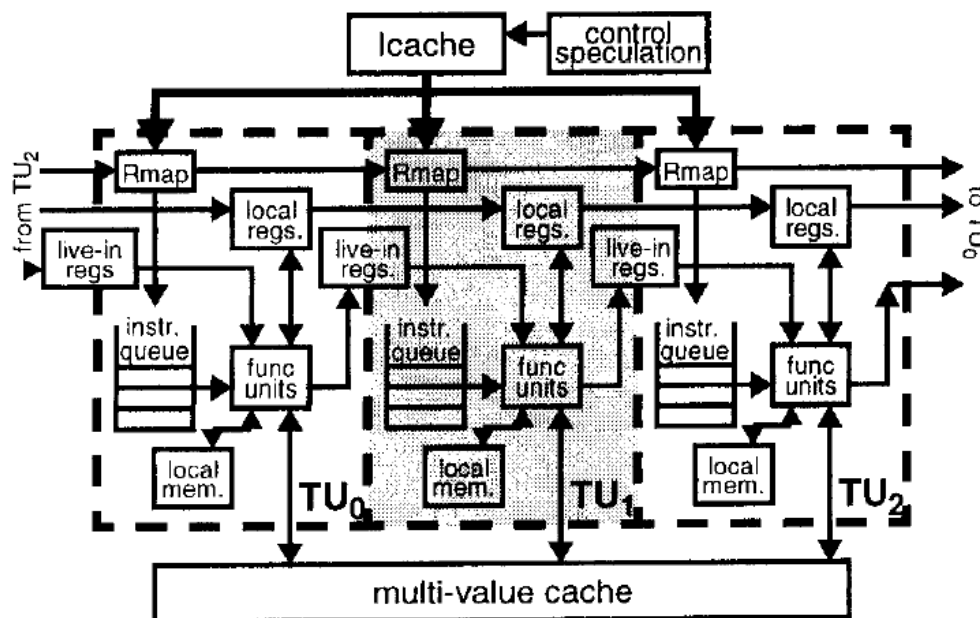 Icache
control
speculation
from TU2
Rmap
Rmap
Rmap
to TU0
local
regs.
local
regs.
local
regs.
live-in
regs
live-in
regs.
live-in
regs.
instr.
queue
instr.
queue
instr.
queue
func
units
func
units
func
units
local
mem.
local
mem.
local
mem.
TU0
TU1
TU2
multi-value cache